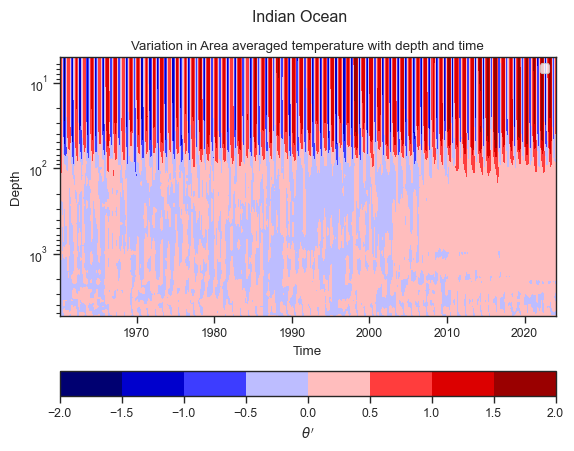 Indian Ocean
Variation in Area averaged temperature with depth and time
10¹
10²
10³
Depth
1970 1980 1990 2000 2010 2020
Time
−2.0 −1.5 −1.0 −0.5 0.0 0.5 1.0 1.5 2.0
θ′